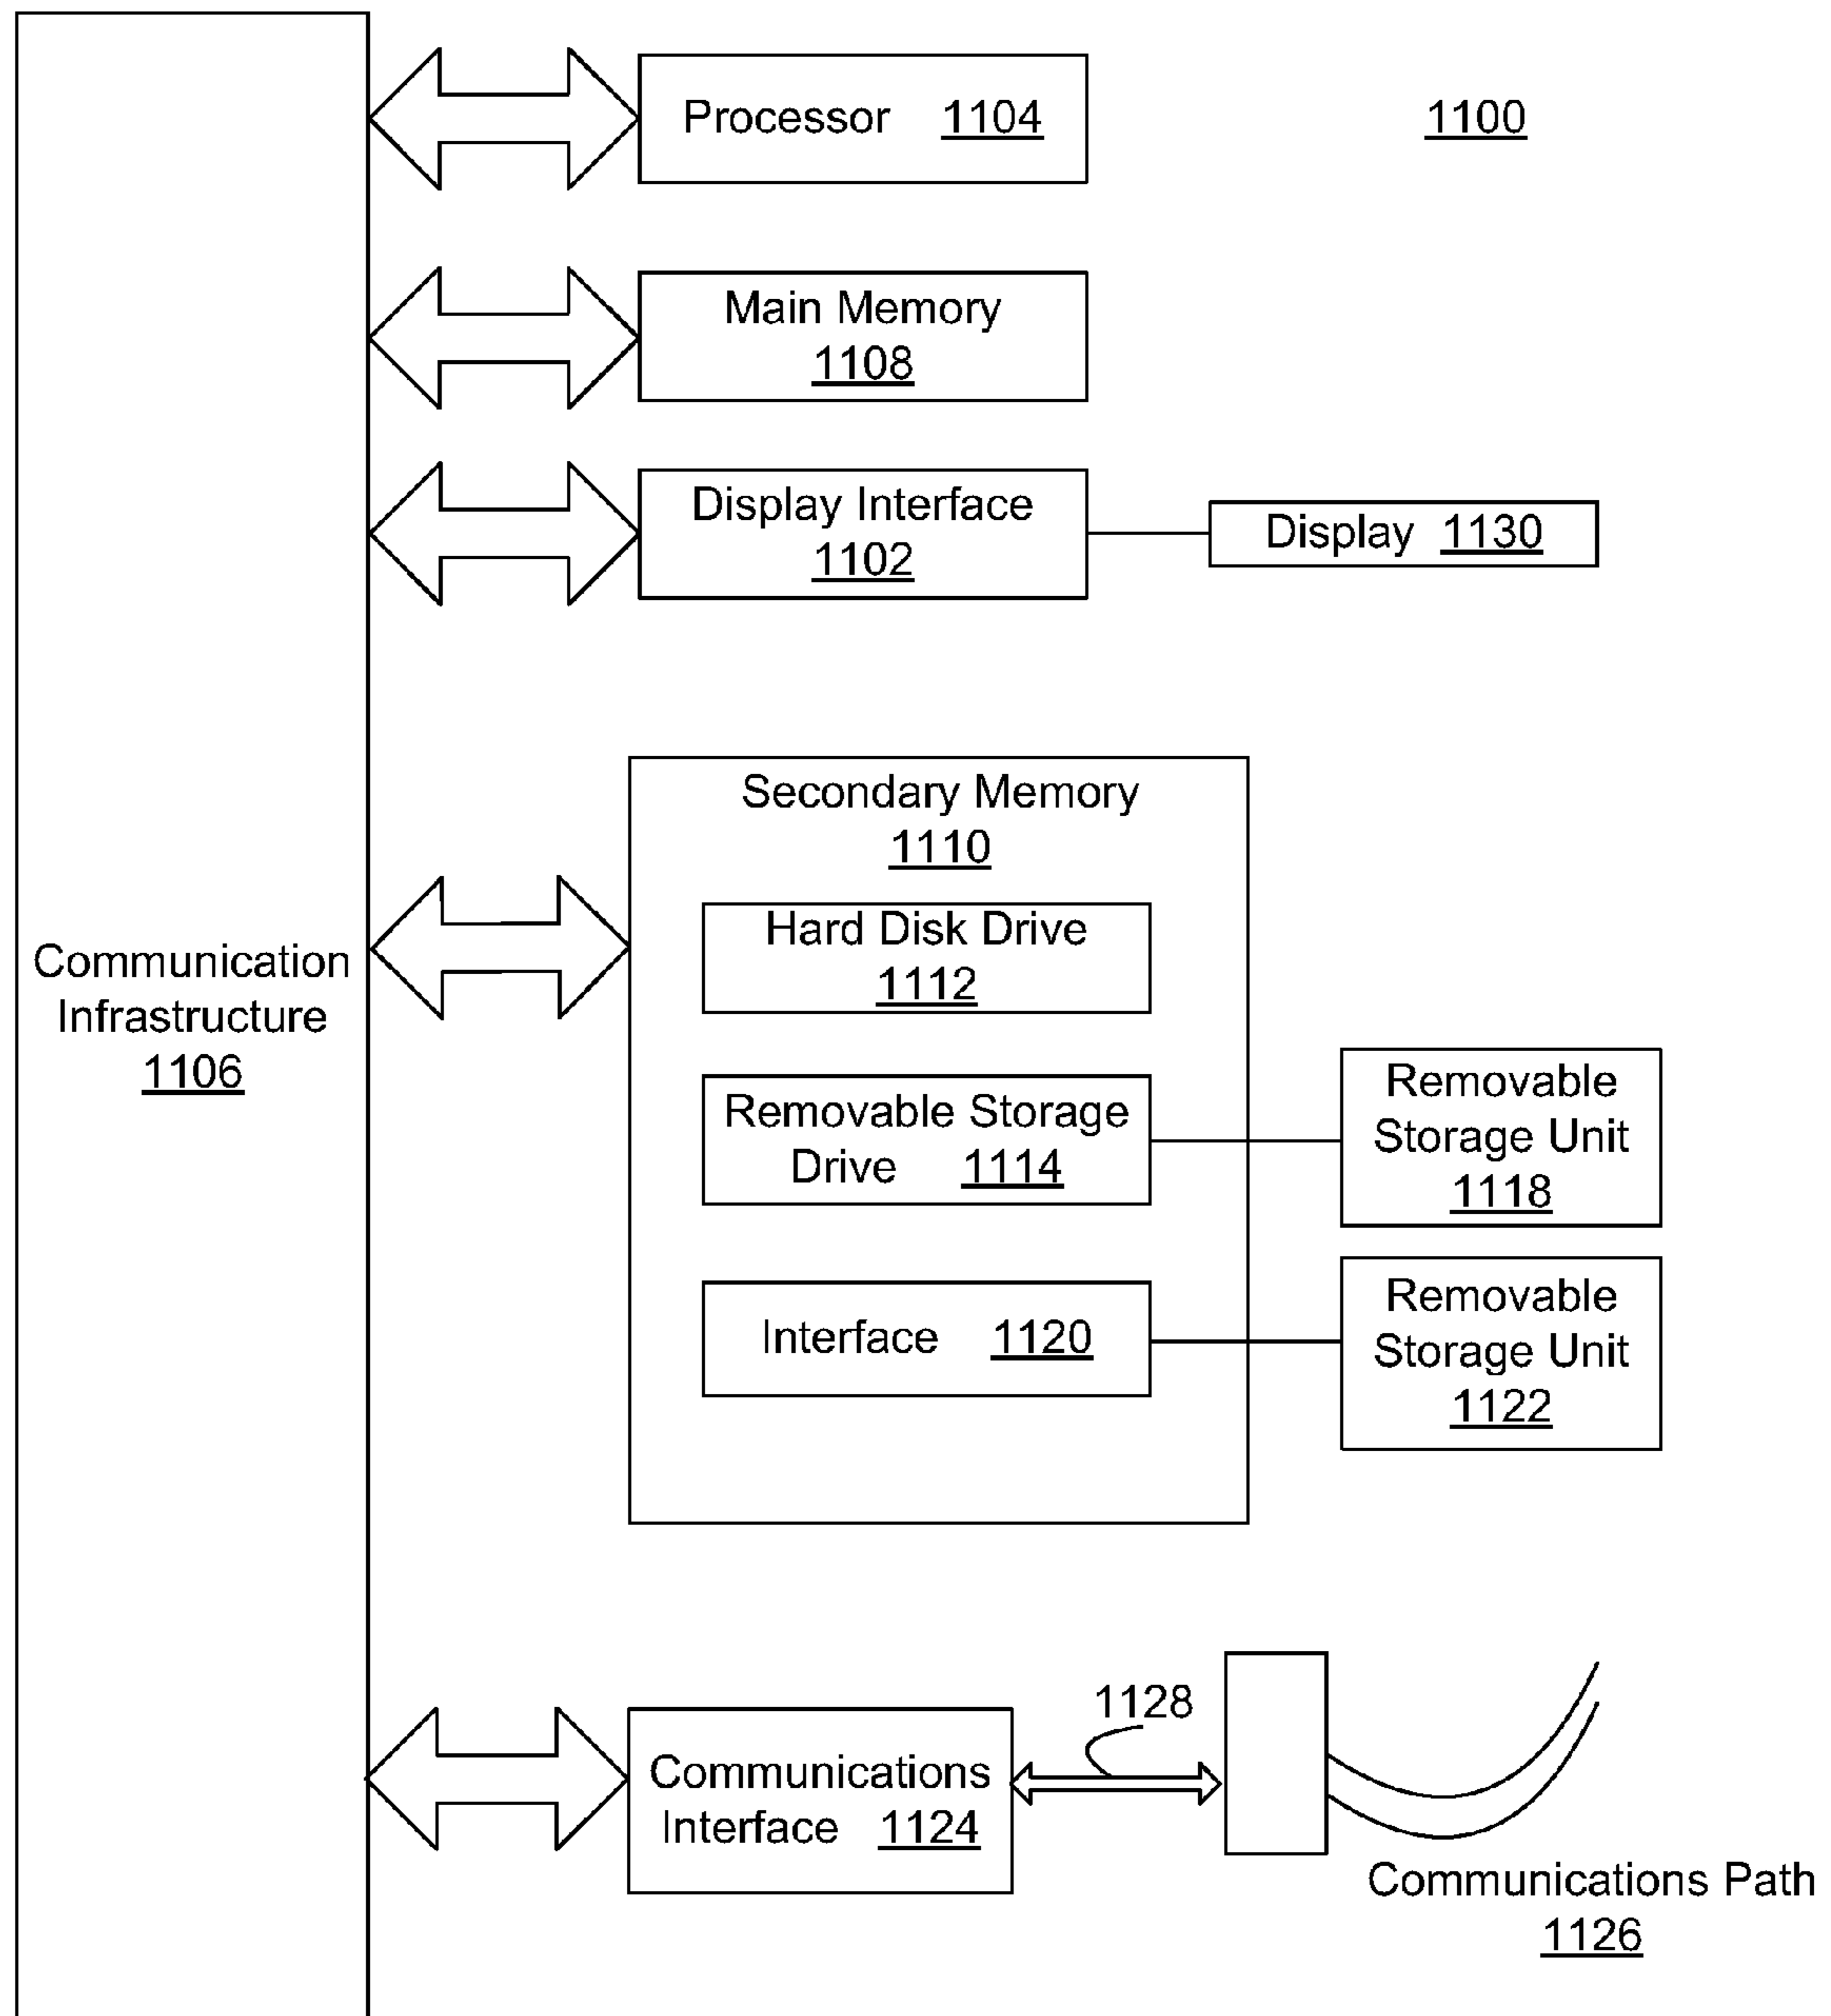 Processor 1104
1100
Main Memory
1108
Display Interface
1102
Display 1130
Secondary Memory
1110
Hard Disk Drive
1112
Communication
Infrastructure
1106
Removable Storage
Drive 1114
Removable
Storage Unit
1118
Interface 1120
Removable
Storage Unit
1122
1128
Communications
Interface 1124
Communications Path
1126